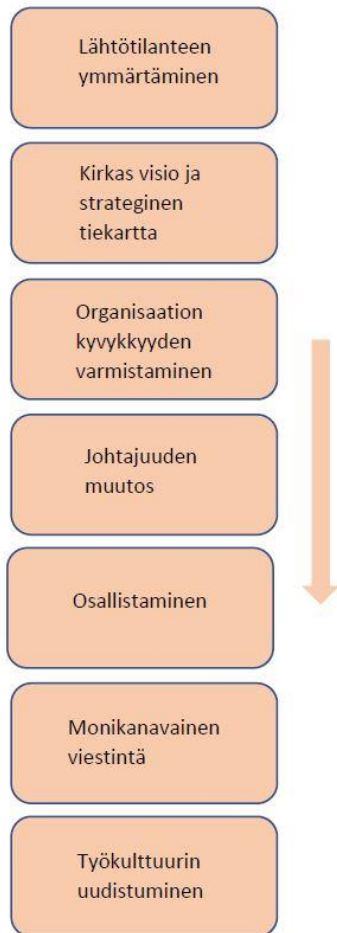 Lähtötilanteen
ymmärtäminen
Kirkas visio ja
strateginen
tiekartta
Organisaation
kyvykkyyden
varmistaminen
Johtajuuden
muutos
Osallistaminen
Monikanavainen
viestintä
Työkulttuurin
uudistuminen